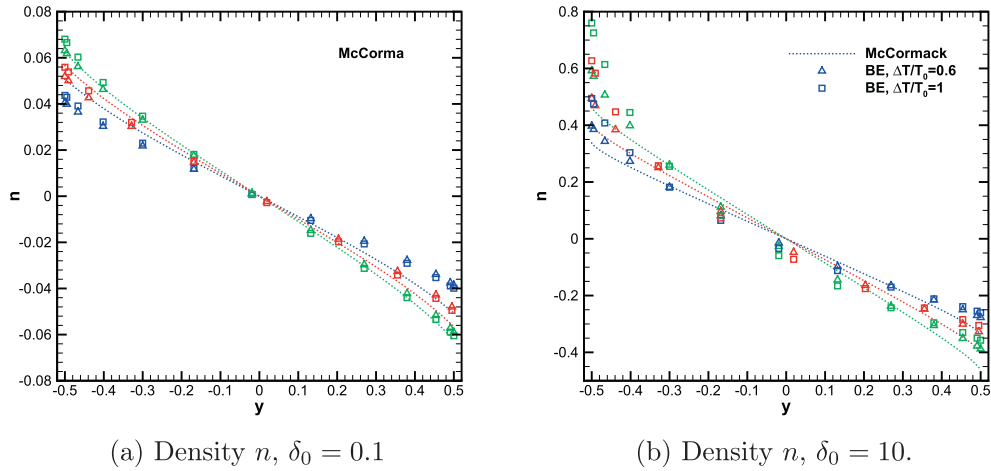 0.08
0.06
0.04
0.02
0
-0.02
-0.04
-0.06
-0.08
n
McCorma
-0.5 -0.4 -0.3 -0.2 -0.1 0 0.1 0.2 0.3 0.4 0.5
y
(a) Density n, δ₀ = 0.1
0.8
0.6
0.4
0.2
0
-0.2
-0.4
n
McCormack
BE, ΔT/T₀=0.6
BE, ΔT/T₀=1
-0.5 -0.4 -0.3 -0.2 -0.1 0 0.1 0.2 0.3 0.4 0.5
y
(b) Density n, δ₀ = 10.